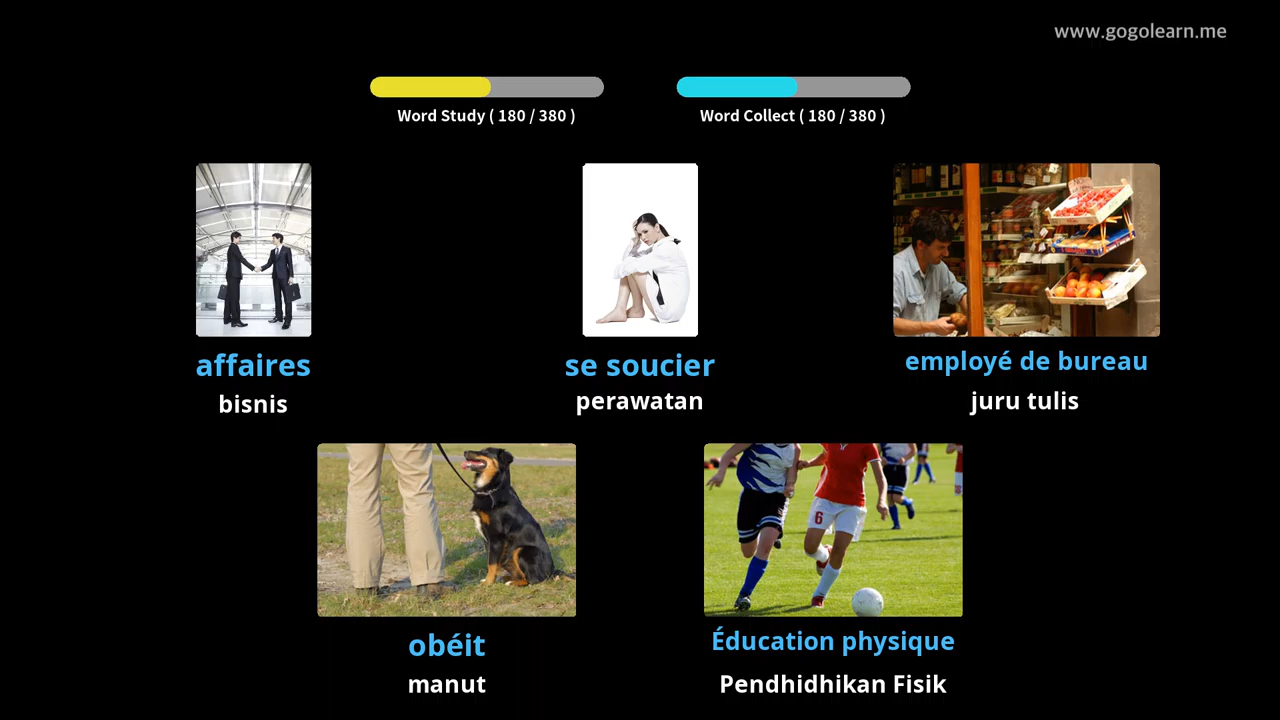 www.gogolearn.me
Word Study ( 180 / 380 )
Word Collect ( 180 / 380 )
affaires
bisnis
se soucier
perawatan
employé de bureau
juru tulis
6
obéit
manut
Éducation physique
Pendhidhikan Fisik